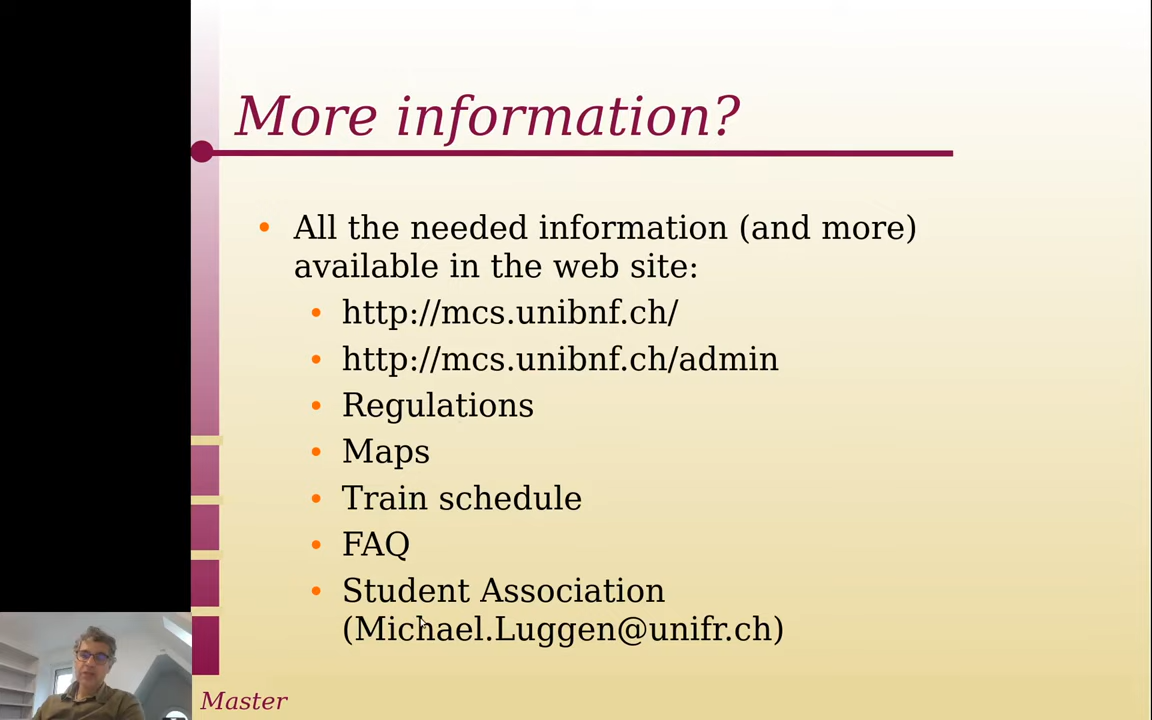 More information?
All the needed information (and more)
available in the web site:
http://mcs.unibnf.ch/
http://mcs.unibnf.ch/admin
Regulations
Maps
Train schedule
FAQ
Student Association
(Michael.Luggen@unifr.ch)
Master